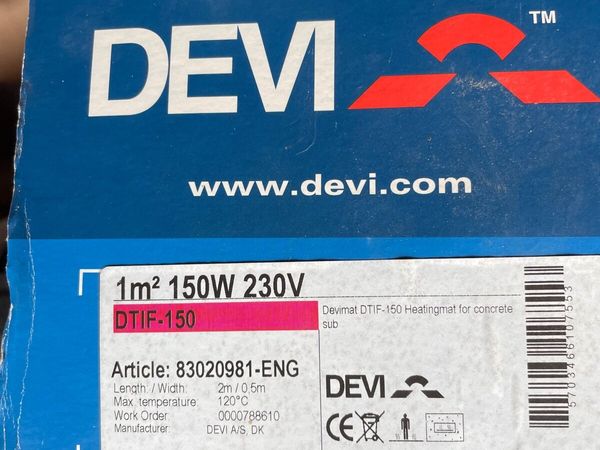 DEVI ™
www.devi.com
1m² 150W 230V
DTIF-150
Devimat DTIF-150 Heatingmat for concrete
sub
Article: 83020981-ENG
Length / Width: 2m / 0,5m
Max. temperature: 120°C
Work Order: 0000788610
Manufacturer: DEVI A/S, DK
DEVI
CE
5703466107553